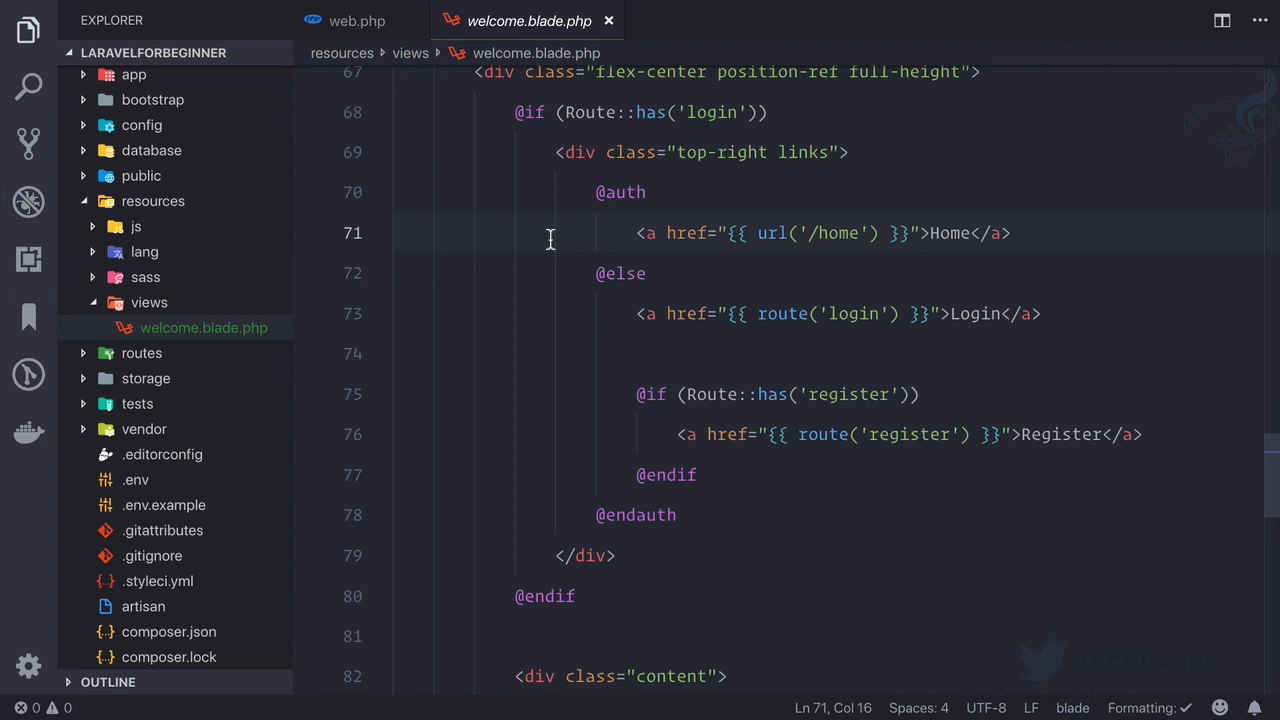 EXPLORER
LARAVELFORBEGINNER
app
bootstrap
config
database
public
resources
js
lang
sass
views
welcome.blade.php
routes
storage
tests
vendor
.editorconfig
.env
.env.example
.gitattributes
.gitignore
.styleci.yml
artisan
composer.json
composer.lock
OUTLINE
php web.php
welcome.blade.php ×
resources views welcome.blade.php
67 <div class="flex-center position-ref full-height">
68 @if (Route::has('login'))
69 <div class="top-right links">
70 @auth
71 <a href="{{ url('/home') }}">Home</a>
72 @else
73 <a href="{{ route('login') }}">Login</a>
74
75 @if (Route::has('register'))
76 <a href="{{ route('register') }}">Register</a>
77 @endif
78 @endauth
79 </div>
80 @endif
81
82 <div class="content">
@bitfumes
0 0 Ln 71, Col 16 Spaces: 4 UTF-8 LF blade Formatting: ✓